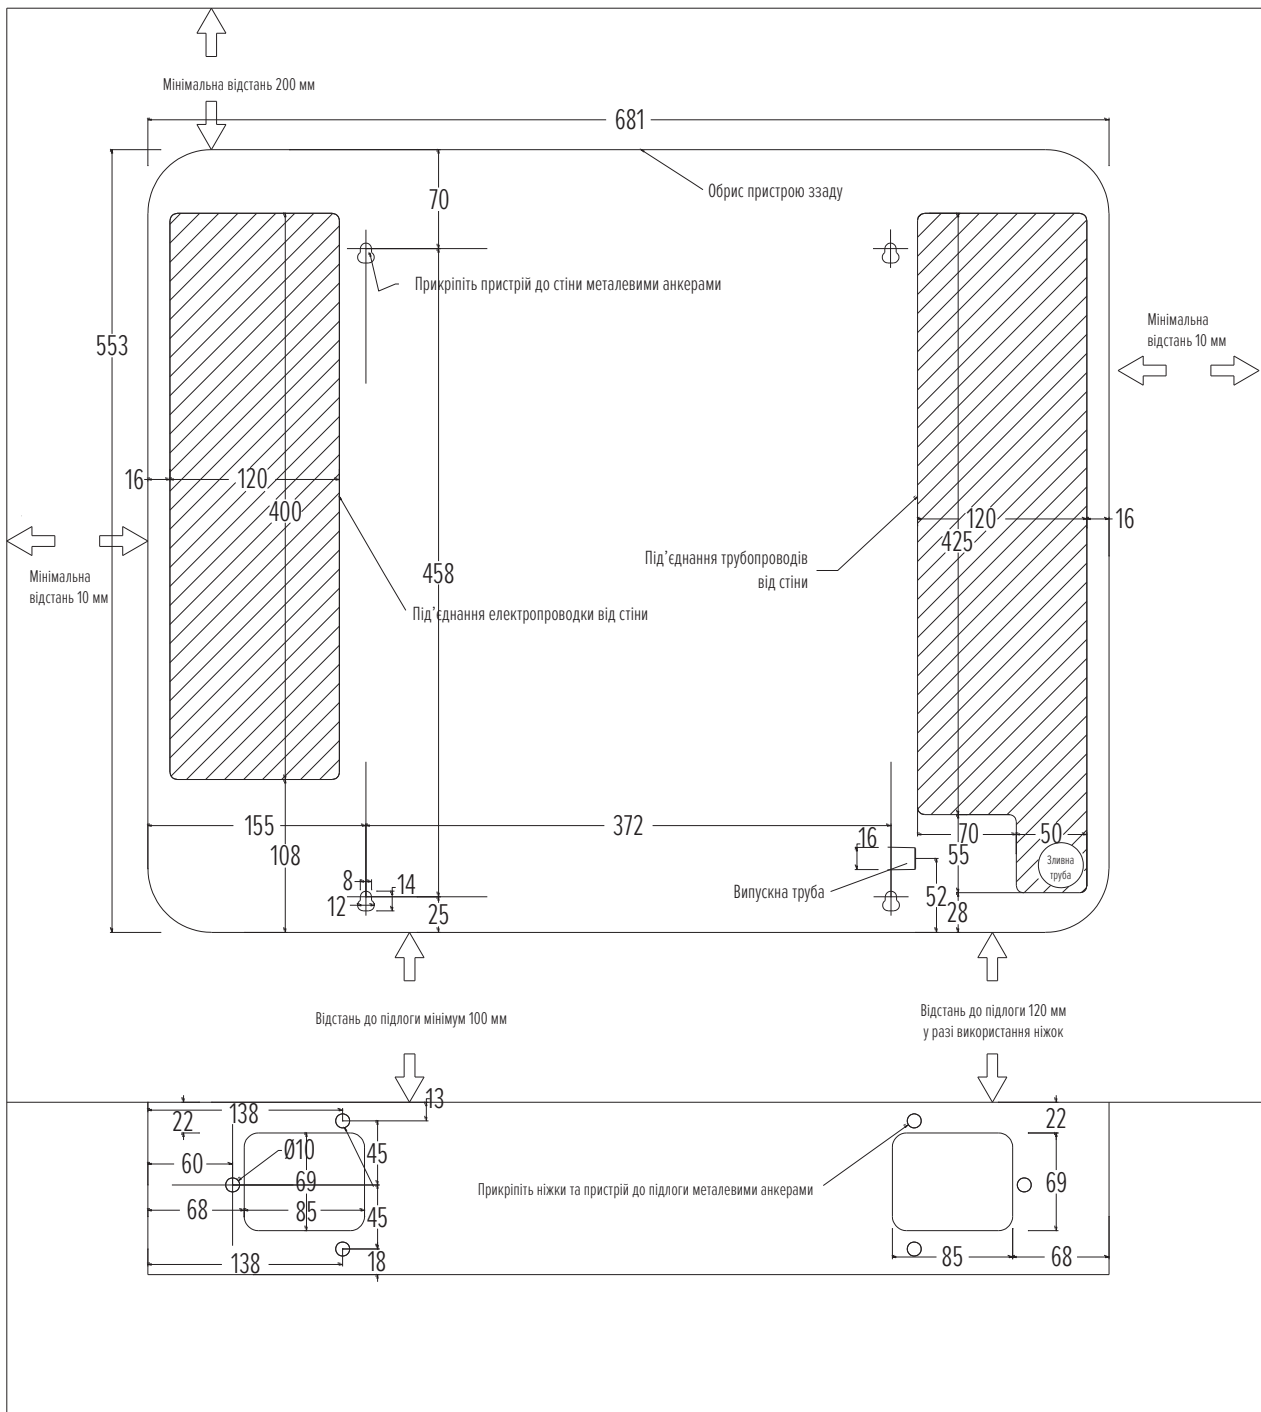 Мінімальна відстань 200 мм
681
Обрис пристрою ззаду
70
Прикріпіть пристрій до стіни металевими анкерами
Мінімальна
відстань 10 мм
553
16
120
400
120
16
425
458
Під’єднання трубопроводів
від стіни
Мінімальна
відстань 10 мм
Під’єднання електропроводки від стіни
155
372
16
70
50
108
55
Зливна
труба
8
14
Випускна труба
52
12
25
28
Відстань до підлоги мінімум 100 мм
Відстань до підлоги 120 мм
у разі використання ніжок
13
138
22
22
Ø10
45
60
69
Прикріпіть ніжки та пристрій до підлоги металевими анкерами
69
68
85
45
138
18
85
68